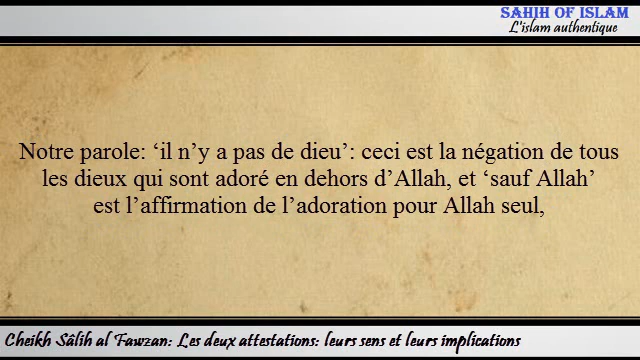 SAHIH OF ISLAM
L'islam authentique
Notre parole: ‘il n’y a pas de dieu’: ceci est la négation de tous
les dieux qui sont adoré en dehors d’Allah, et ‘sauf Allah’
est l’affirmation de l’adoration pour Allah seul,
Cheikh Sâlih al Fawzan: Les deux attestations: leurs sens et leurs implications